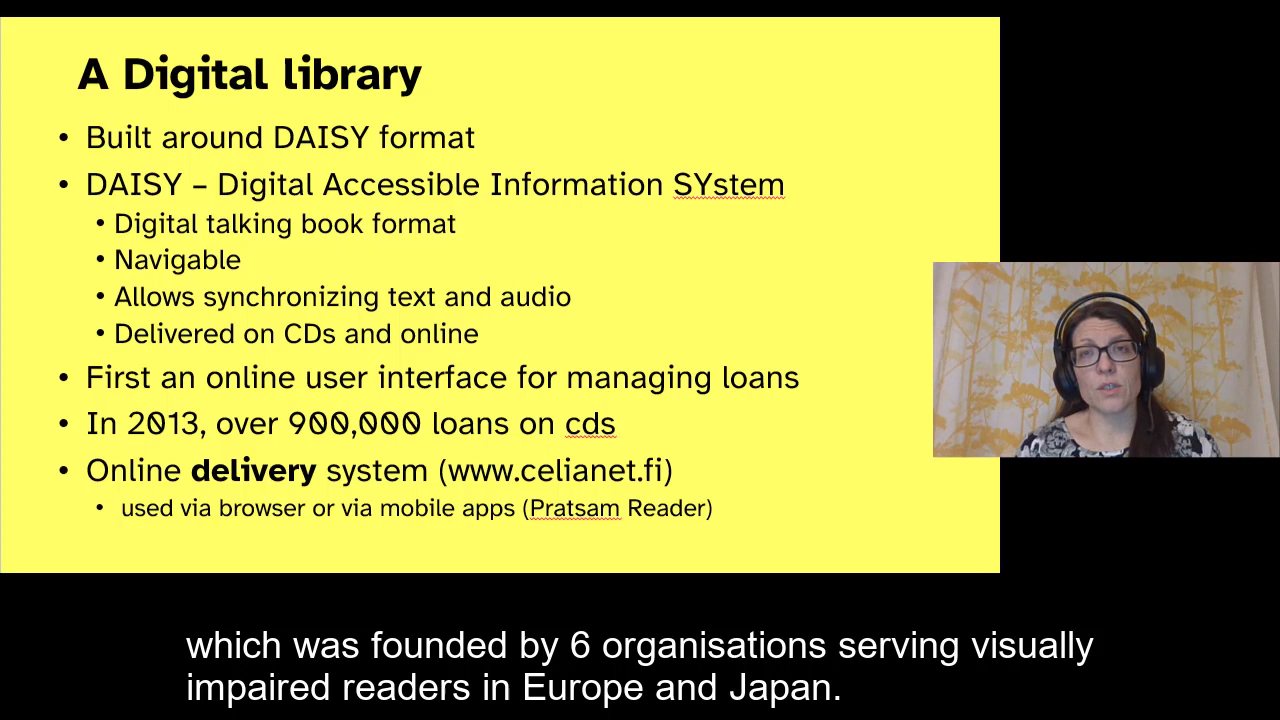 A Digital library
• Built around DAISY format
• DAISY – Digital Accessible Information SYstem
• Digital talking book format
• Navigable
• Allows synchronizing text and audio
• Delivered on CDs and online
• First an online user interface for managing loans
• In 2013, over 900,000 loans on cds
• Online delivery system (www.celianet.fi)
• used via browser or via mobile apps (Pratsam Reader)
which was founded by 6 organisations serving visually
impaired readers in Europe and Japan.